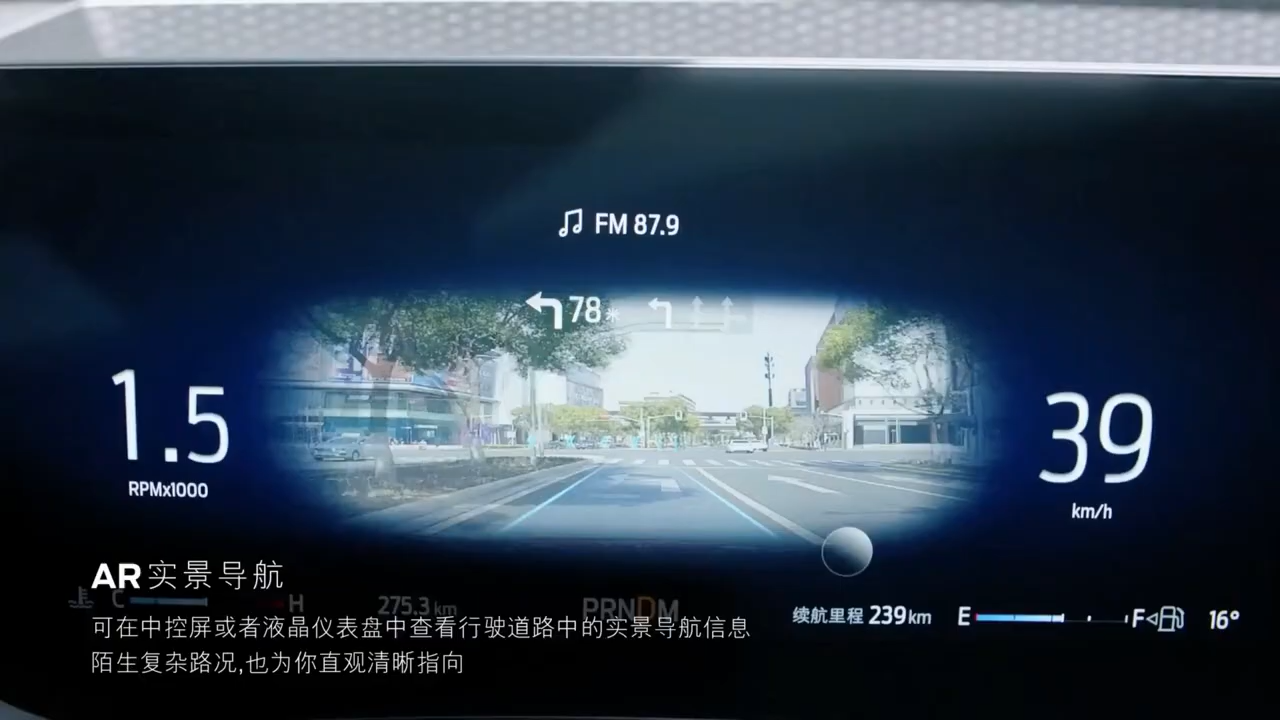 FM 87.9
78米
1.5
RPMx1000
39
km/h
AR实景导航
C
H
275.3 km
PRNDM
续航里程 239km
E
F
16°
可在中控屏或者液晶仪表盘中查看行驶道路中的实景导航信息
陌生复杂路况,也为你直观清晰指向